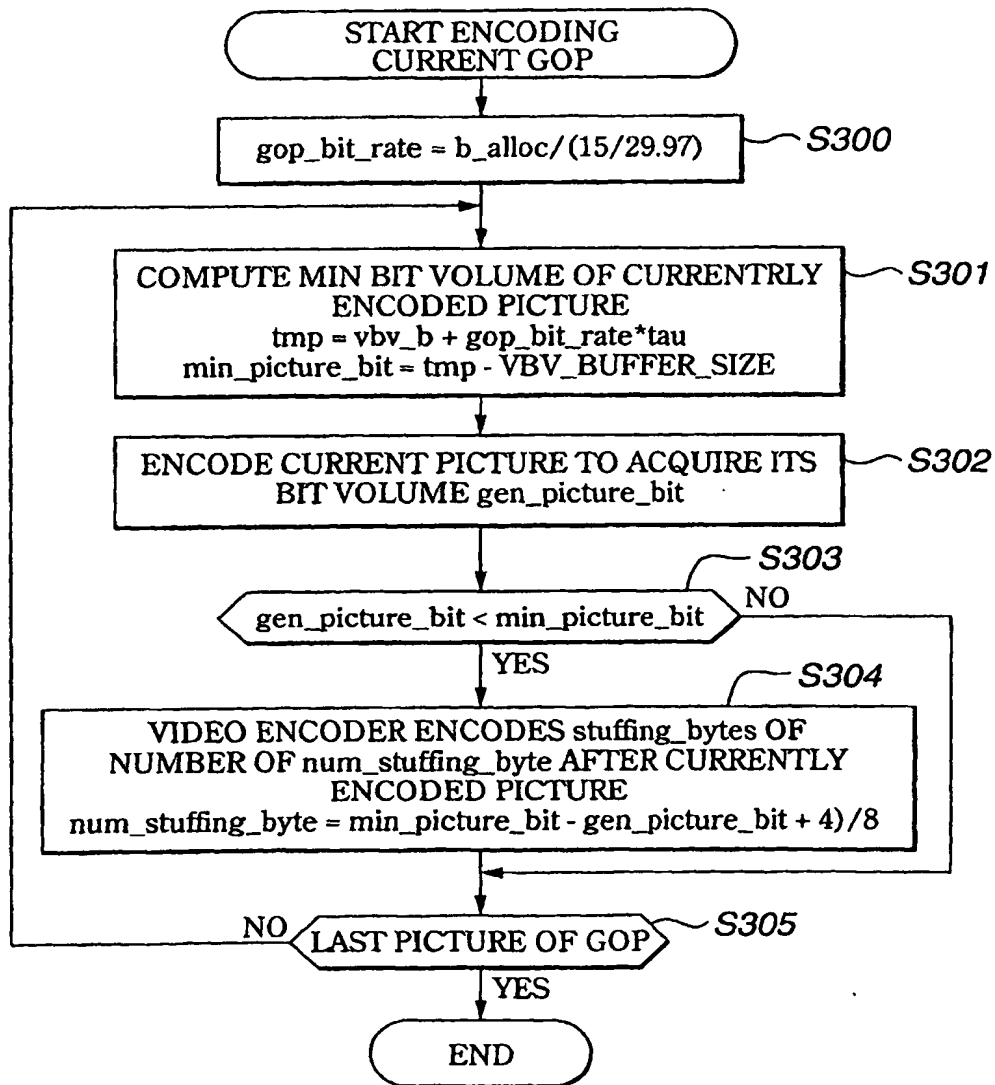 START ENCODING
CURRENT GOP
gop_bit_rate = b_alloc/(15/29.97)
S300
COMPUTE MIN BIT VOLUME OF CURRENTRLY
ENCODED PICTURE
tmp = vbv_b + gop_bit_rate*tau
min_picture_bit = tmp - VBV_BUFFER_SIZE
S301
ENCODE CURRENT PICTURE TO ACQUIRE ITS
BIT VOLUME gen_picture_bit
S302
S303
gen_picture_bit < min_picture_bit
NO
YES
S304
VIDEO ENCODER ENCODES stuffing_bytes OF
NUMBER OF num_stuffing_byte AFTER CURRENTLY
ENCODED PICTURE
num_stuffing_byte = min_picture_bit - gen_picture_bit + 4)/8
NO
LAST PICTURE OF GOP
S305
YES
END